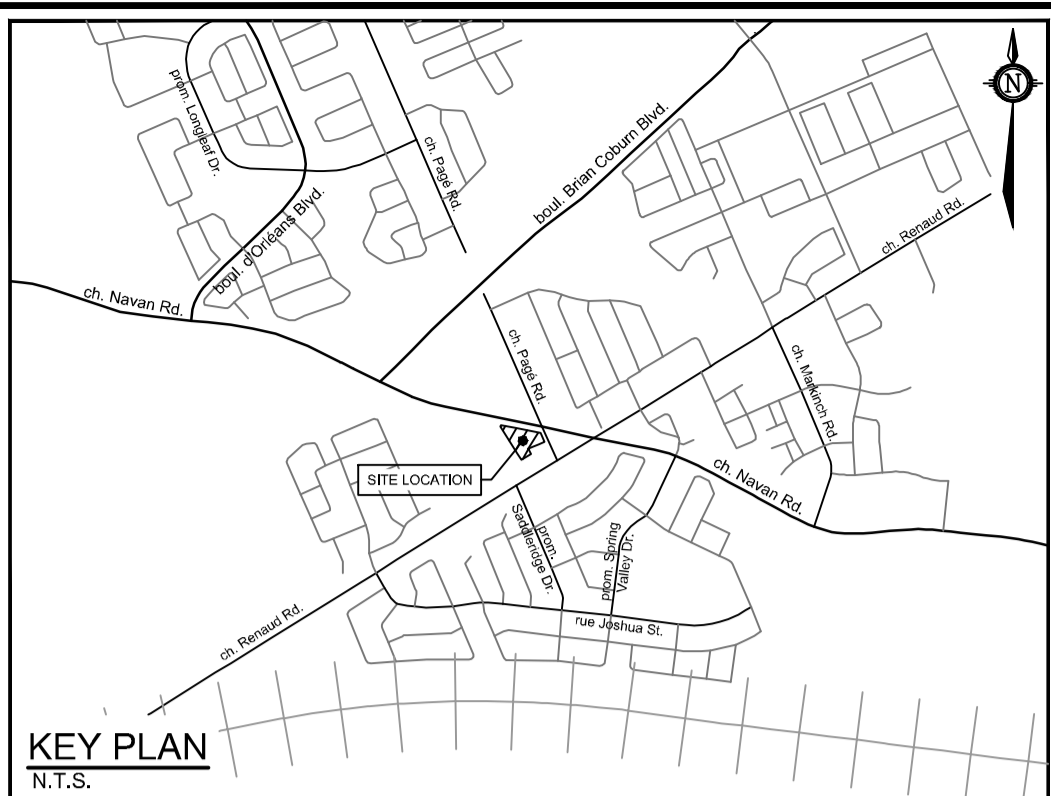 prom. Longleaf Dr.
ch. Pagé Rd.
boul. Brian Coburn Blvd.
N
boul. d'Orléans Blvd.
ch. Renaud Rd.
ch. Navan Rd.
ch. Pagé Rd.
ch. Markinch Rd.
SITE LOCATION
ch. Navan Rd.
prom.
Saddleridge Dr.
prom. Spring
Valley Dr.
rue Joshua St.
ch. Renaud Rd.
KEY PLAN
N.T.S.